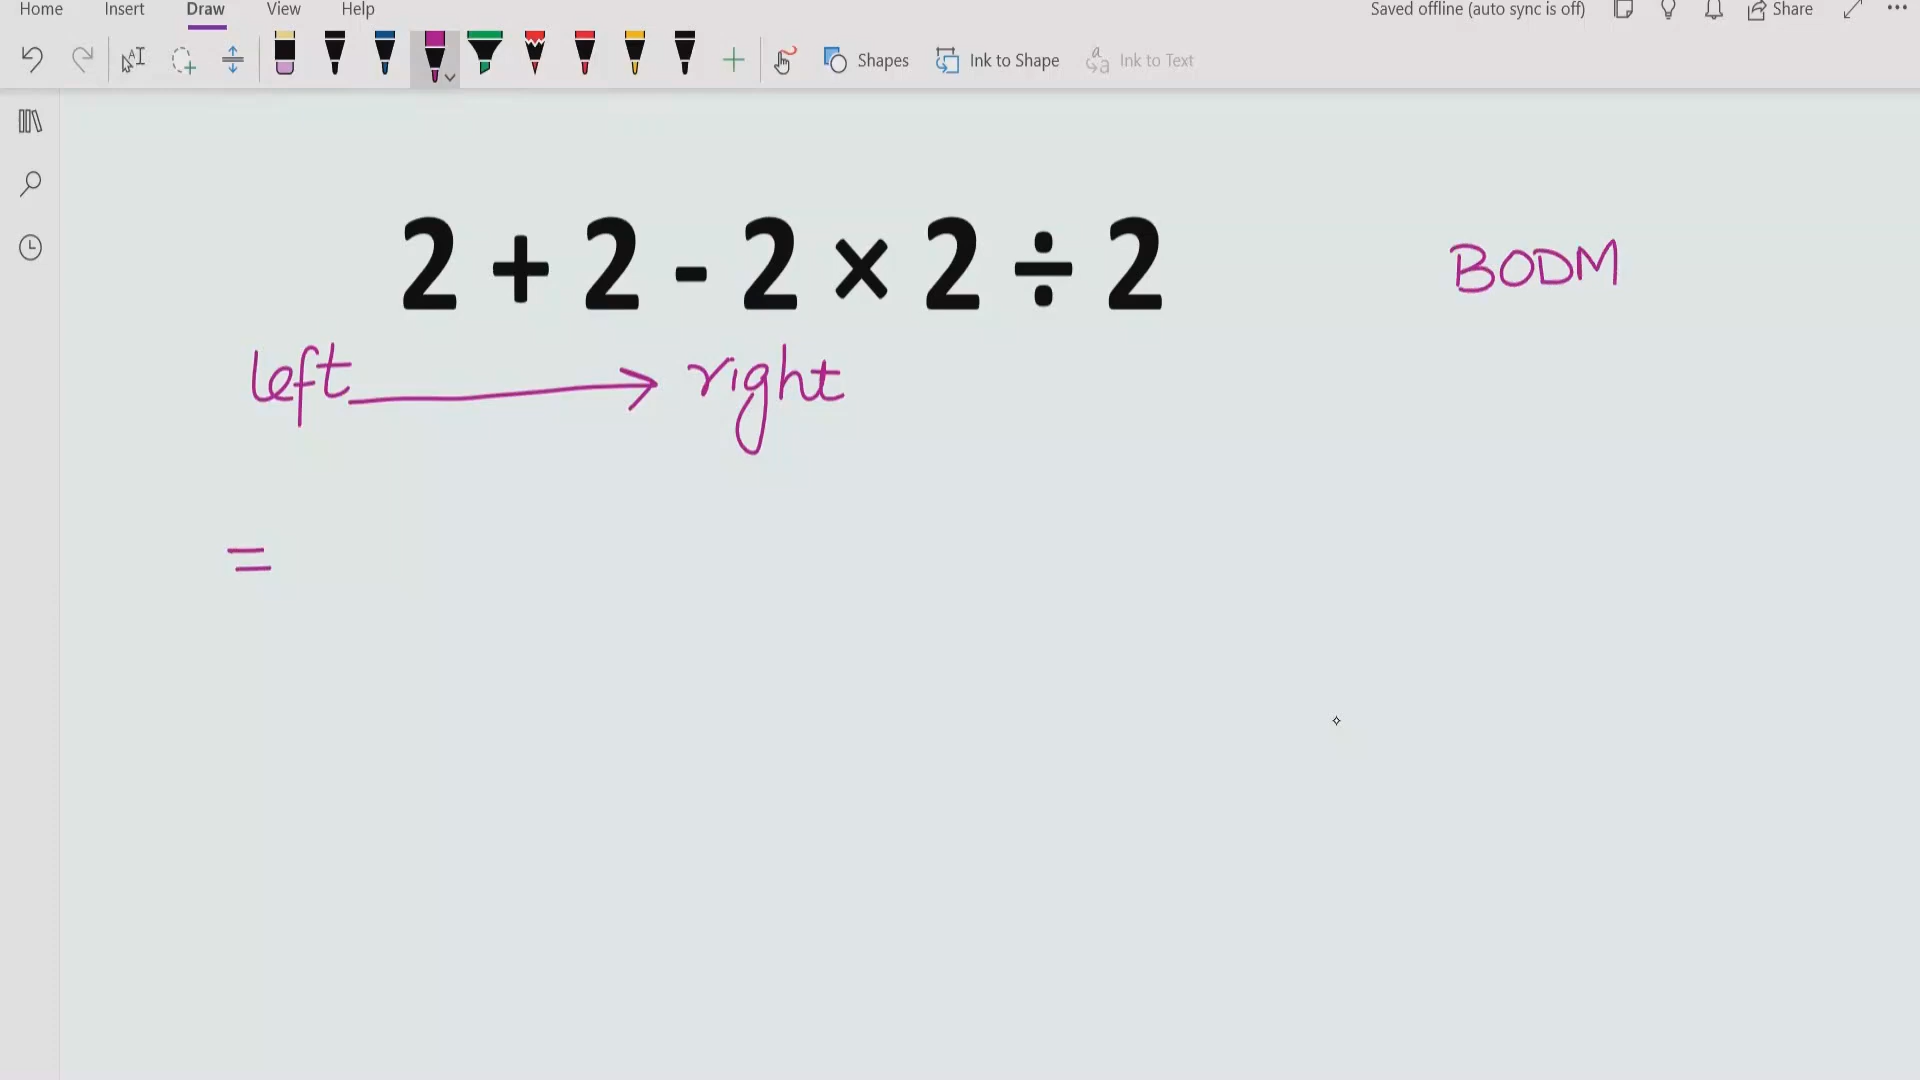 Home Insert Draw View Help Saved offline (auto sync is off) Share
Shapes Ink to Shape Ink to Text
2 + 2 - 2 × 2 ÷ 2 BODM
left → right
=